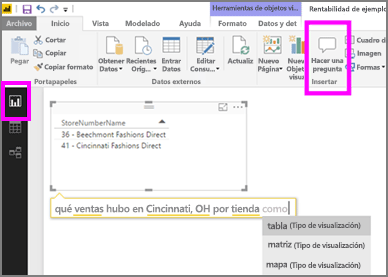 Herramientas de objetos vi...
Rentabilidad de ejempl
Archivo Inicio Vista Modelado Ayuda Formato Datos y det
Pegar
Cortar
Copiar
Copiar formato
Portapapeles
Obtener Datos
Recientes Orig...
Entrar Datos
Editar Consu...
Datos externos
Actualiz
Nuevo Página
Nuevo Objet visual
Hacer una pregunta
Insertar
Cuadro d
Imagen
Formas
StoreNumberName
36 - Beechmont Fashions Direct
41 - Cincinnati Fashions Direct
qué ventas hubo en Cincinnati, OH por tienda como
tabla (Tipo de visualización)
matriz (Tipo de visualización)
mapa (Tipo de visualización)